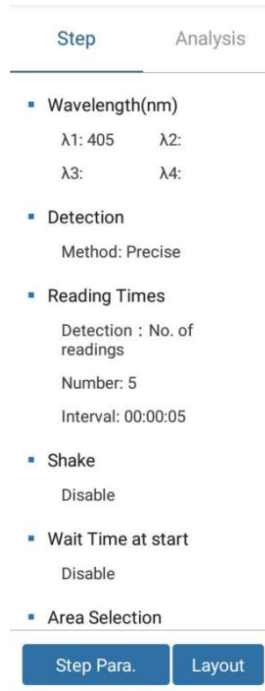 Step Analysis
Wavelength(nm)
λ1: 405 λ2:
λ3: λ4:
Detection
Method: Precise
Reading Times
Detection：No. of
readings
Number: 5
Interval: 00:00:05
Shake
Disable
Wait Time at start
Disable
Area Selection
Step Para. Layout